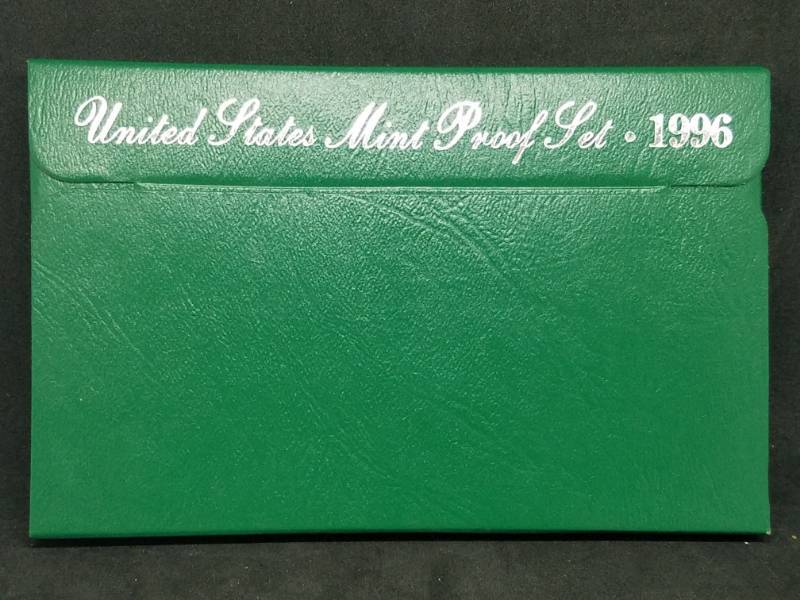 United States Mint Proof Set • 1996